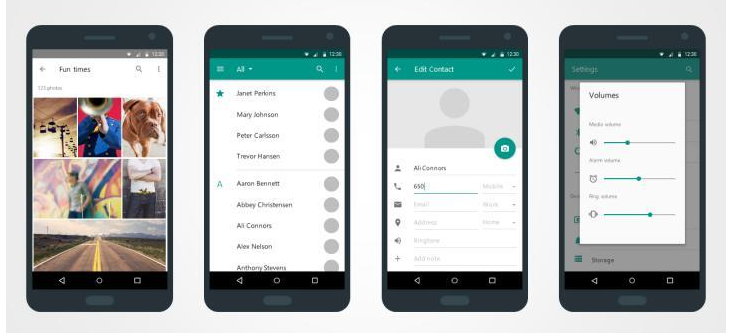 12:30
Fun times
123 photos
12:30
All
Janet Perkins
Mary Johnson
Peter Carlsson
Trevor Hansen
A
Aaron Bennett
Abbey Christensen
Ali Connors
Alex Nelson
Anthony Stevens
12:30
Edit Contact
Ali Connors
650
Mobile
Email
Work
Address
Home
Ringtone
Add note
12:30
Settings
Volumes
Media volume
Alarm volume
Ring volume
Storage